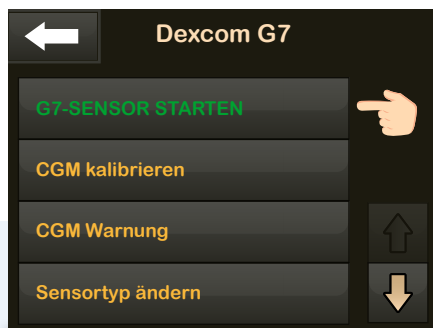 Dexcom G7
G7-SENSOR STARTEN
CGM kalibrieren
CGM Warnung
Sensortyp ändern